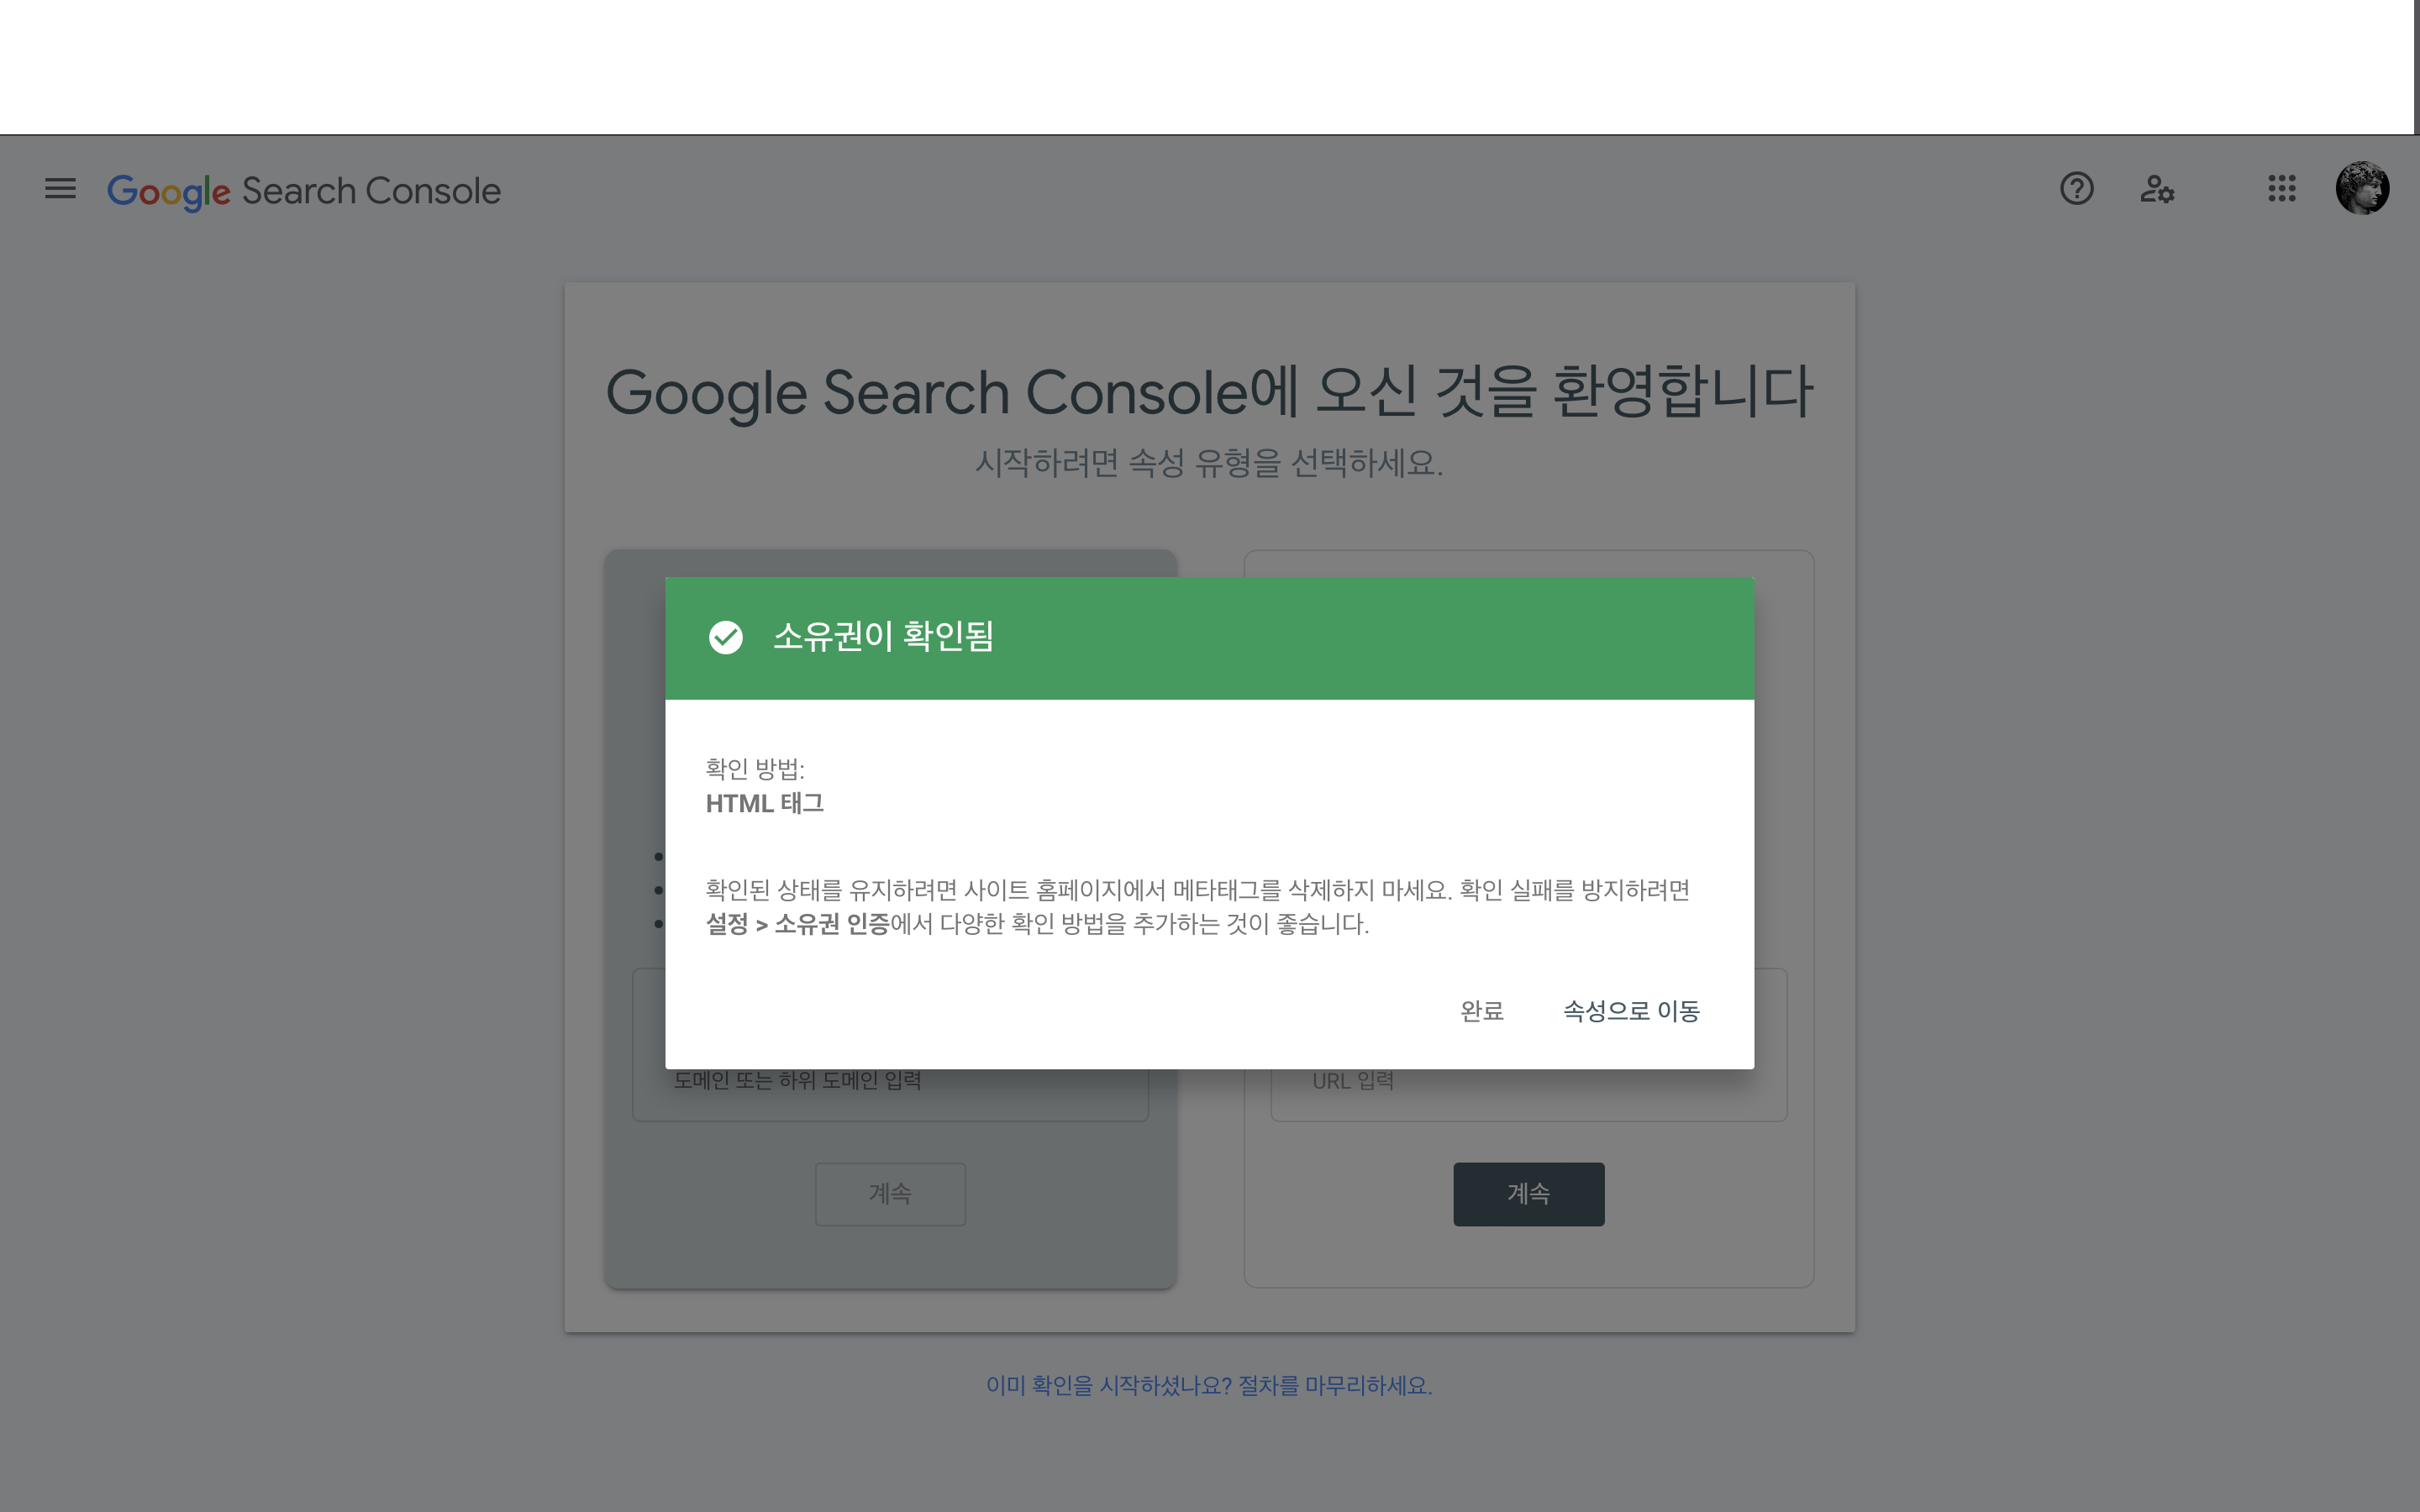 Google Search Console
Google Search Console에 오신 것을 환영합니다
시작하려면 속성 유형을 선택하세요.
소유권이 확인됨
확인 방법:
HTML 태그
확인된 상태를 유지하려면 사이트 홈페이지에서 메타태그를 삭제하지 마세요. 확인 실패를 방지하려면
설정 > 소유권 인증에서 다양한 확인 방법을 추가하는 것이 좋습니다.
완료 속성으로 이동
도메인 또는 하위 도메인 입력 URL 입력
계속 계속
이미 확인을 시작하셨나요? 절차를 마무리하세요.